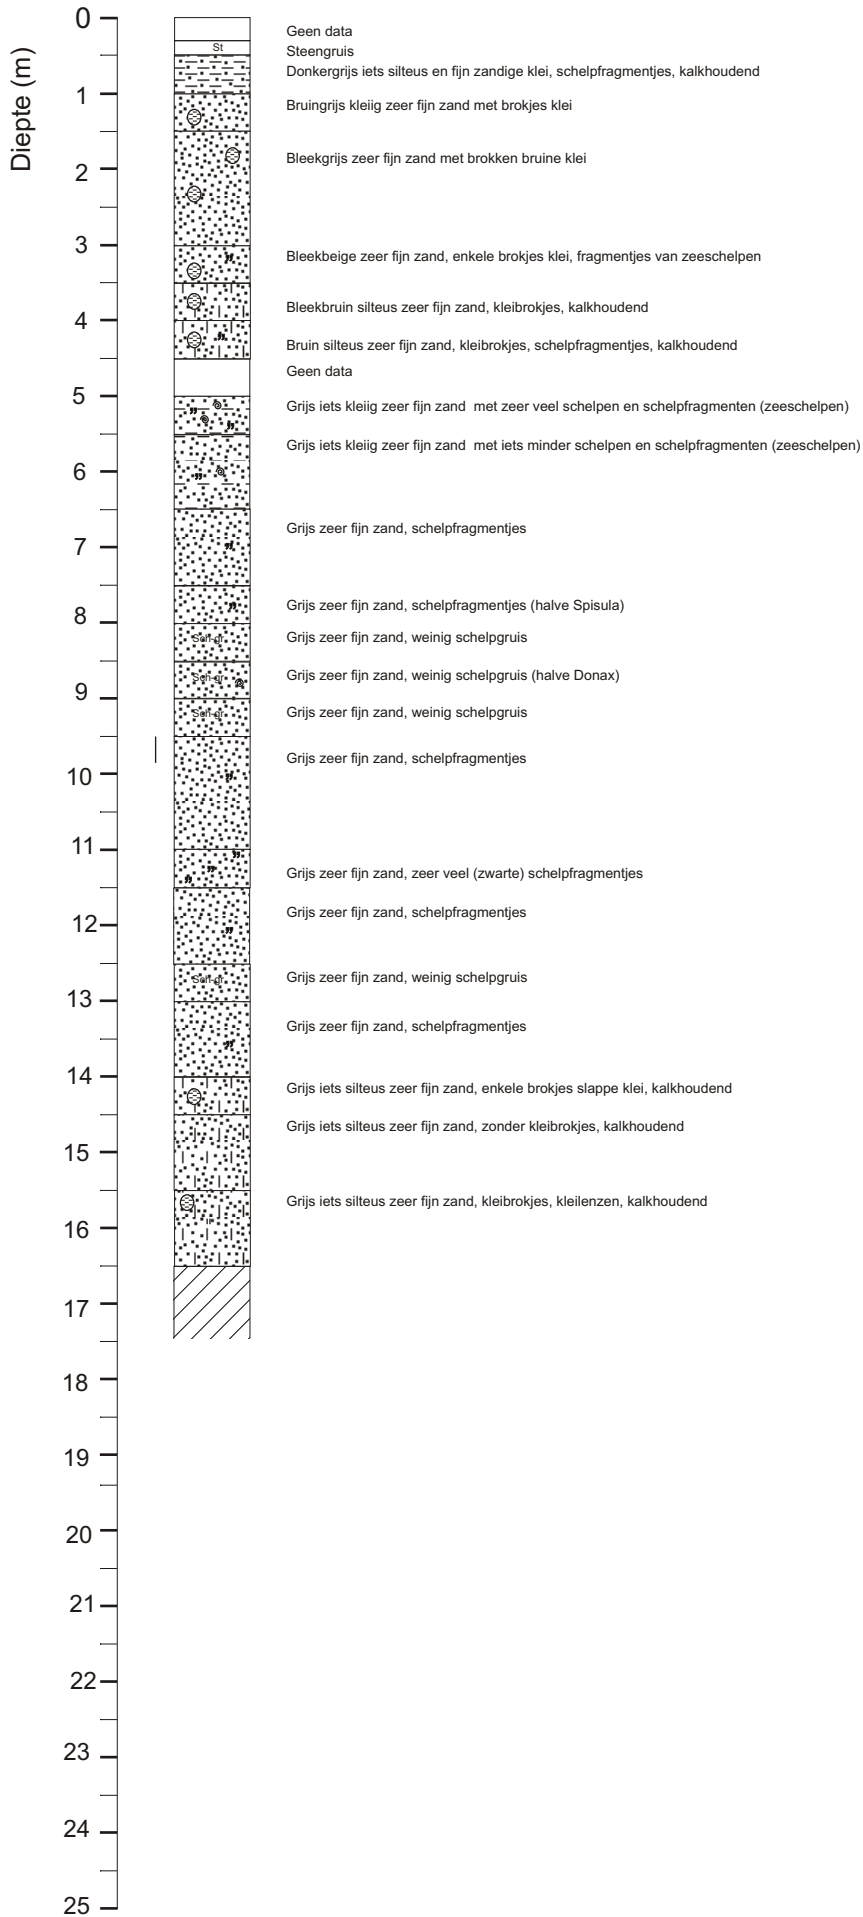 Diepte (m)
0
Geen data
St
Steengruis
Donkergrijs iets silteus en fijn zandige klei, schelpfragmentjes, kalkhoudend
1
Bruingrijs kleiig zeer fijn zand met brokjes klei
Bleekgrijs zeer fijn zand met brokken bruine klei
2
3
Bleekbeige zeer fijn zand, enkele brokjes klei, fragmentjes van zeeschelpen
Bleekbruin silteus zeer fijn zand, kleibrokjes, kalkhoudend
4
Bruin silteus zeer fijn zand, kleibrokjes, schelpfragmentjes, kalkhoudend
Geen data
5
Grijs iets kleiig zeer fijn zand met zeer veel schelpen en schelpfragmenten (zeeschelpen)
Grijs iets kleiig zeer fijn zand met iets minder schelpen en schelpfragmenten (zeeschelpen)
6
Grijs zeer fijn zand, schelpfragmentjes
7
Grijs zeer fijn zand, schelpfragmentjes (halve Spisula)
8
Sch-gr
Grijs zeer fijn zand, weinig schelpgruis
Sch-gr
Grijs zeer fijn zand, weinig schelpgruis (halve Donax)
9
Sch-gr
Grijs zeer fijn zand, weinig schelpgruis
Grijs zeer fijn zand, schelpfragmentjes
10
11
Grijs zeer fijn zand, zeer veel (zwarte) schelpfragmentjes
Grijs zeer fijn zand, schelpfragmentjes
12
Sch-gr
Grijs zeer fijn zand, weinig schelpgruis
13
Grijs zeer fijn zand, schelpfragmentjes
14
Grijs iets silteus zeer fijn zand, enkele brokjes slappe klei, kalkhoudend
Grijs iets silteus zeer fijn zand, zonder kleibrokjes, kalkhoudend
15
Grijs iets silteus zeer fijn zand, kleibrokjes, kleilenzen, kalkhoudend
16
17
18
19
20
21
22
23
24
25